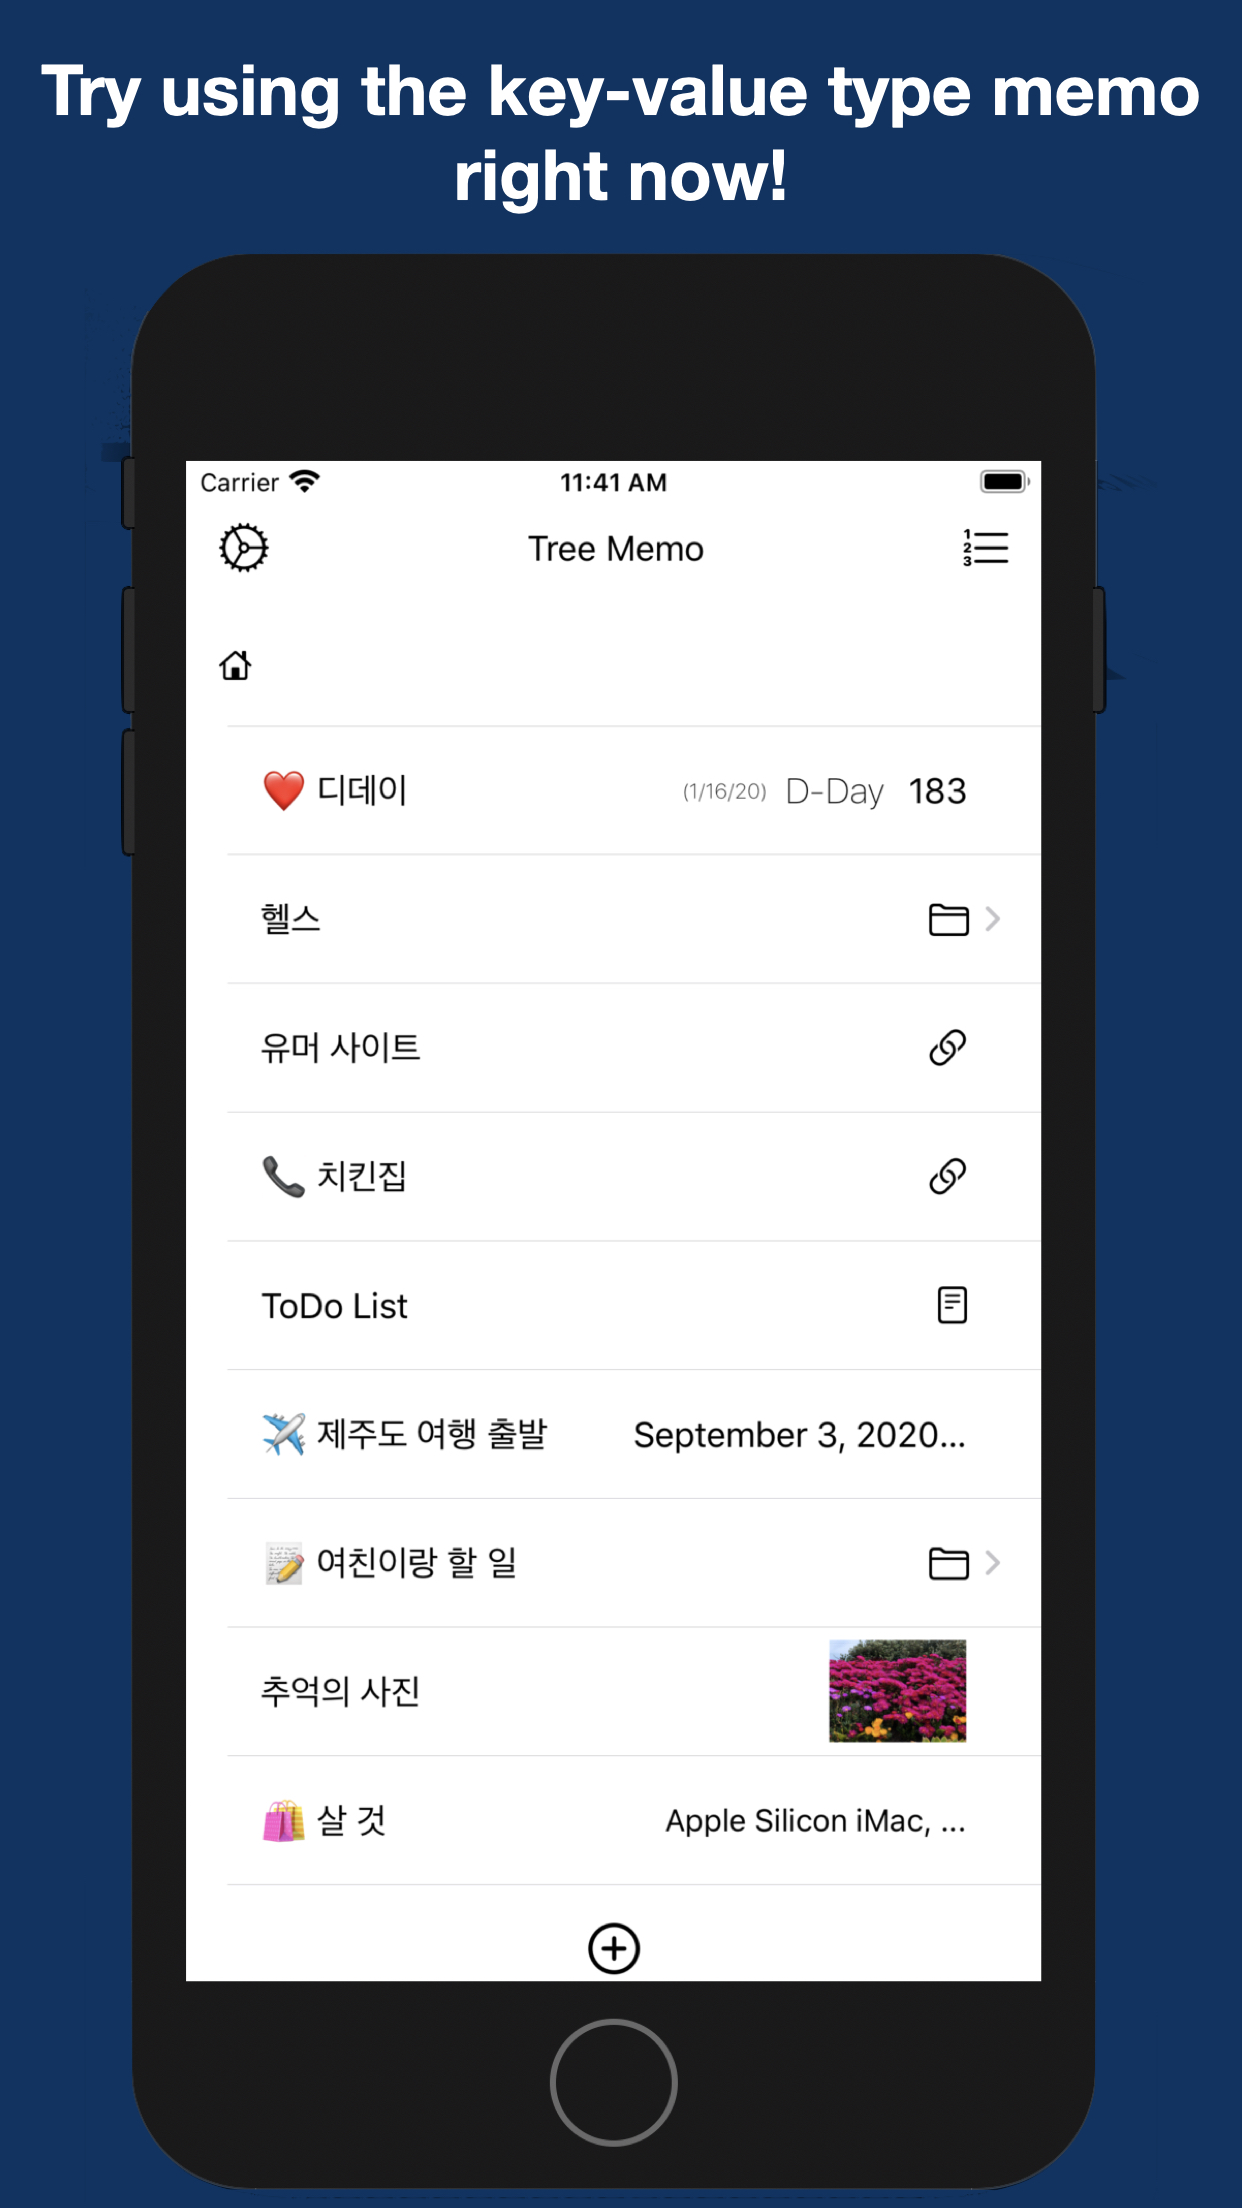 Try using the key-value type memo
right now!
Carrier 11:41 AM
Tree Memo
1
2
3
❤️ 디데이 (1/16/20) D-Day 183
헬스
유머 사이트
📞 치킨집
ToDo List
✈️ 제주도 여행 출발 September 3, 2020...
📝 여친이랑 할 일
추억의 사진
🛍️ 살 것 Apple Silicon iMac, ...